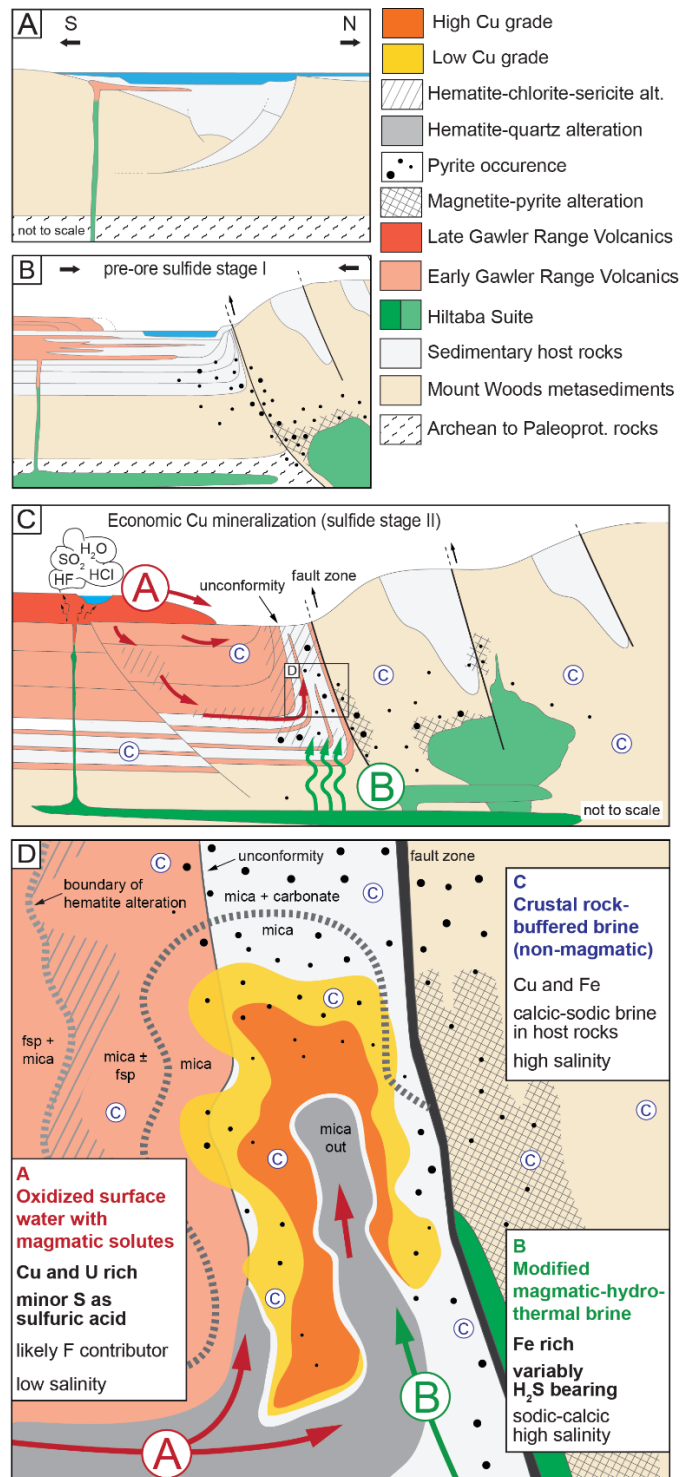 A
S
N
not to scale
High Cu grade
Low Cu grade
Hematite-chlorite-sericite alt.
Hematite-quartz alteration
Pyrite occurence
Magnetite-pyrite alteration
Late Gawler Range Volcanics
Early Gawler Range Volcanics
Hiltaba Suite
Sedimentary host rocks
Mount Woods metasediments
Archean to Paleoprot. rocks
B
pre-ore sulfide stage I
C
Economic Cu mineralization (sulfide stage II)
H2O
SO2
HCl
HF
A
unconformity
fault zone
C
C
C
D
C
C
B
not to scale
D
C
unconformity
fault zone
boundary of
hematite alteration
mica + carbonate
C
mica
C
fsp +
mica
mica ±
fsp
mica
C
mica
out
C
C
C
C
C
C
Crustal rock-
buffered brine
(non-magmatic)
Cu and Fe
calcic-sodic brine
in host rocks
high salinity
A
Oxidized surface
water with
magmatic solutes
Cu and U rich
minor S as
sulfuric acid
likely F contributor
low salinity
B
Modified
magmatic-hydro-
thermal brine
Fe rich
variably
H2S bearing
sodic-calcic
high salinity
A
B